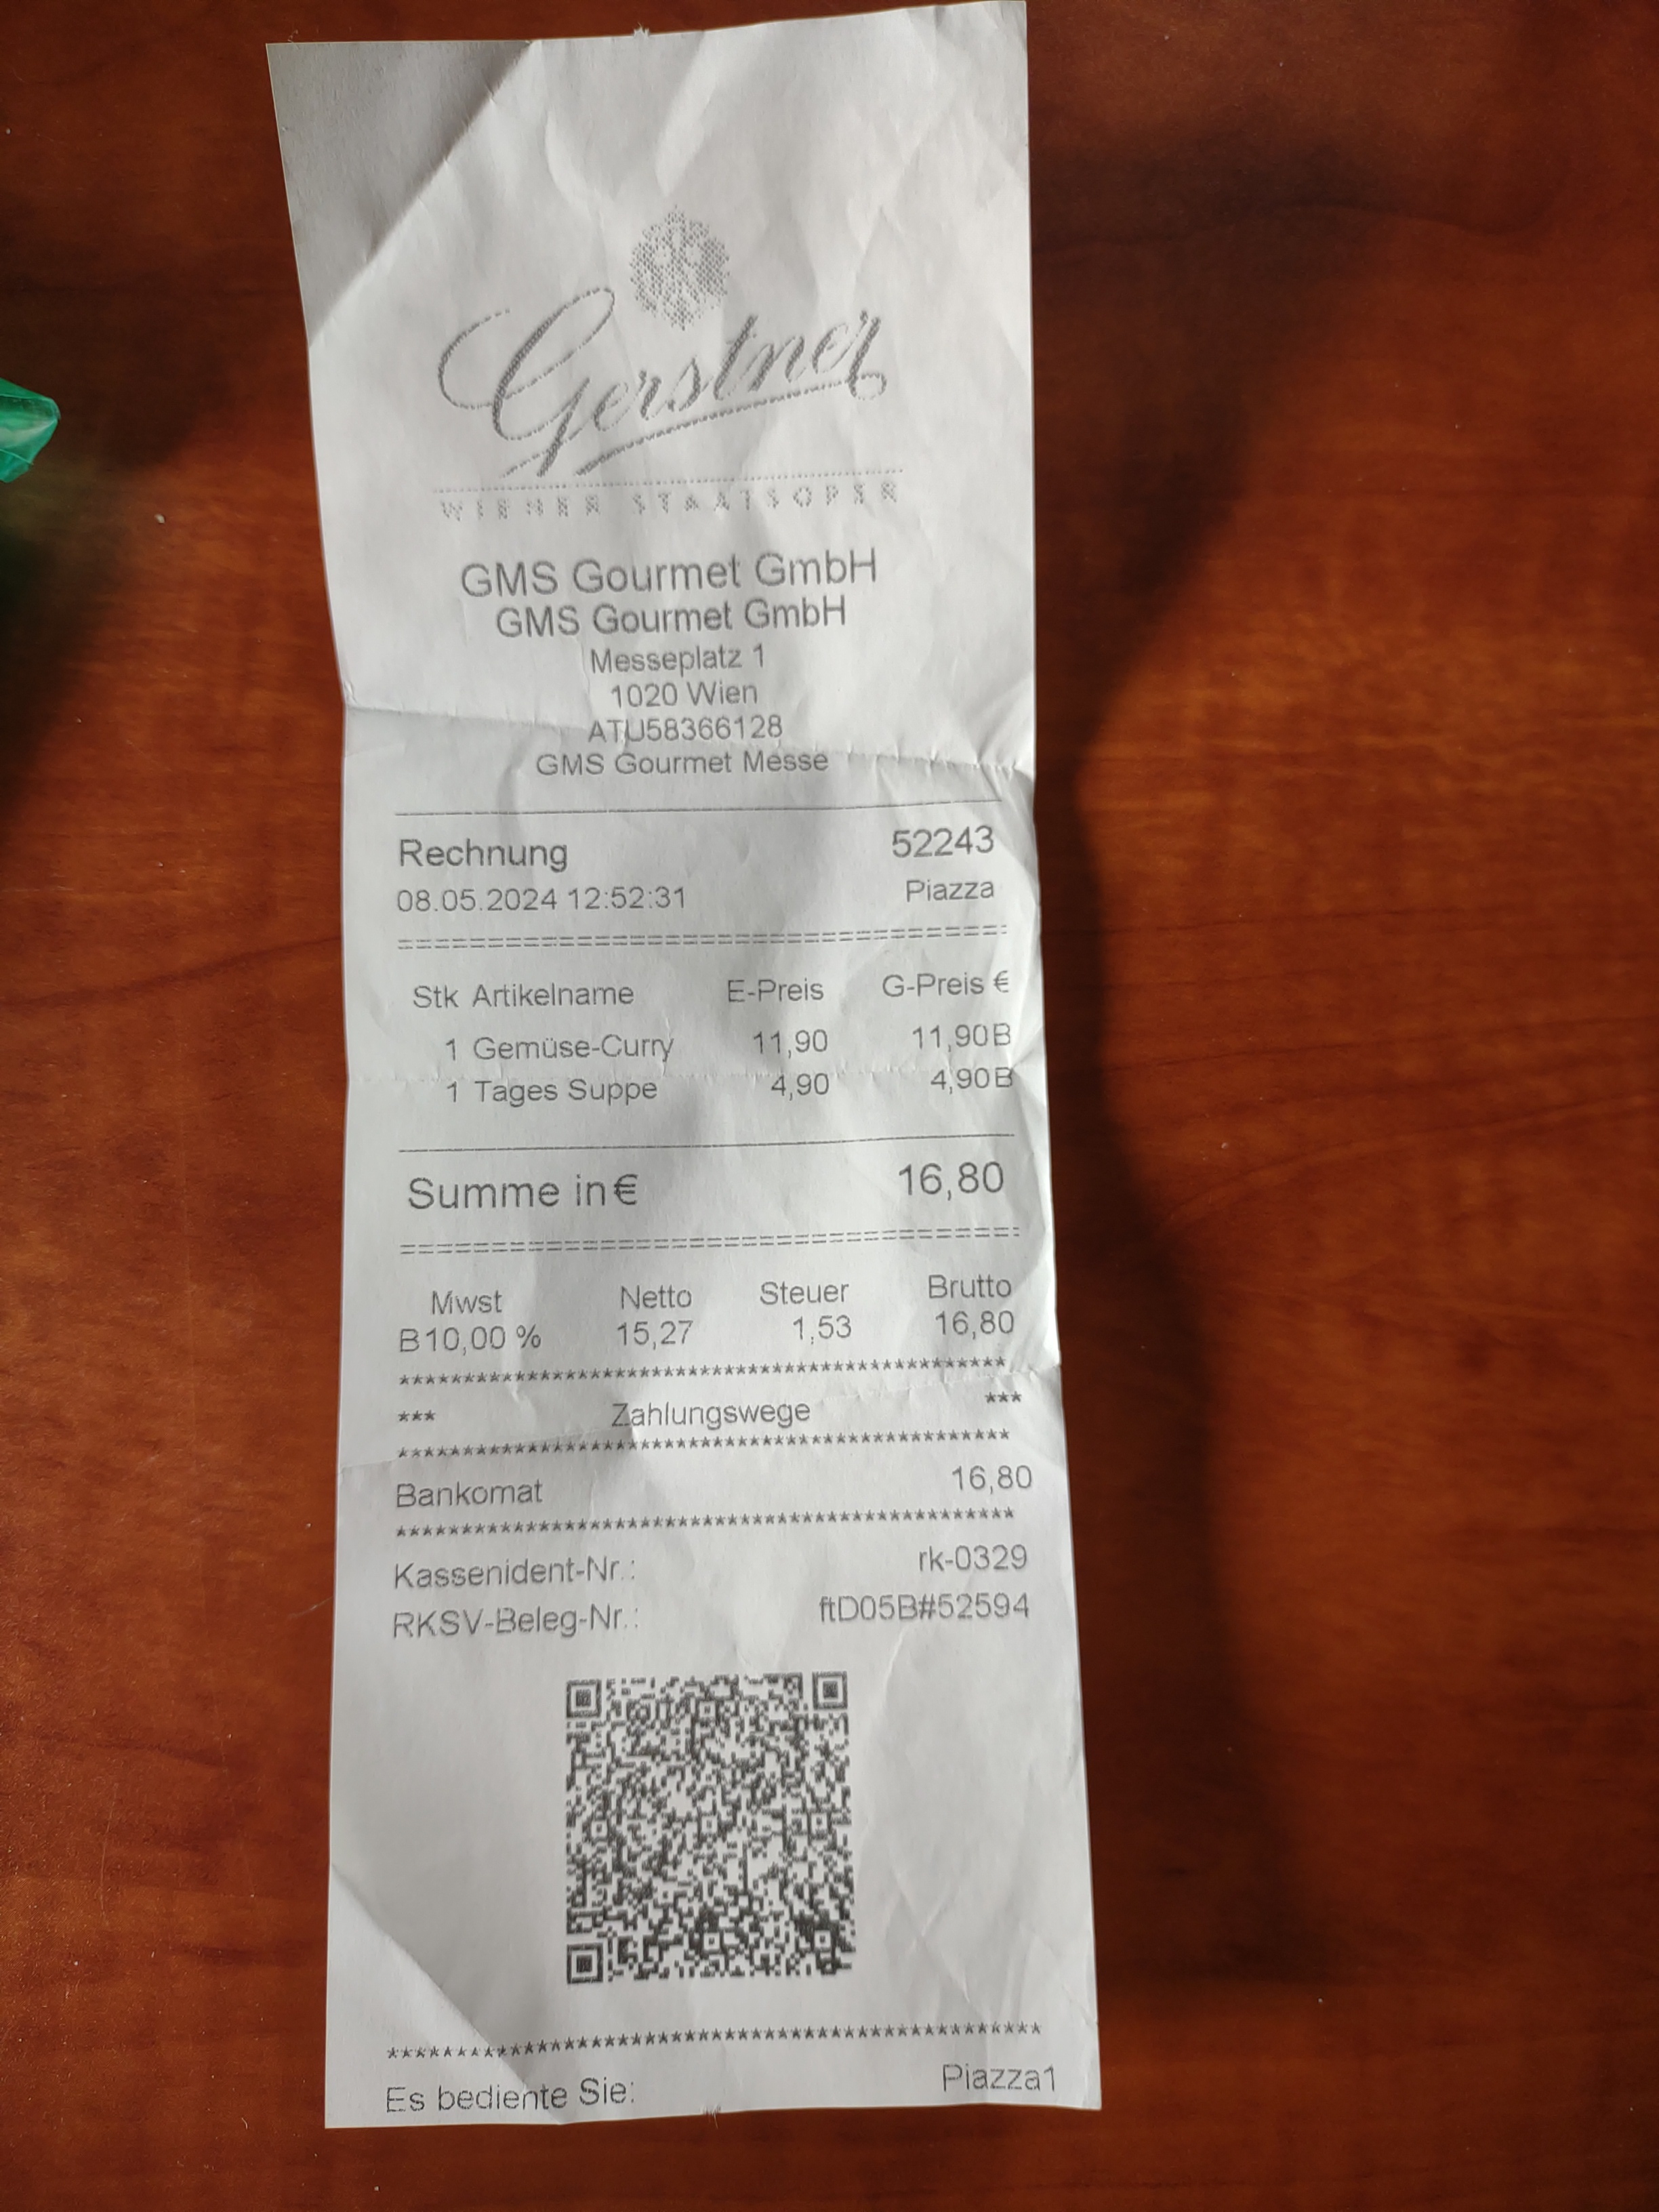 Gerstner
WIENER STAATSOPER
GMS Gourmet GmbH
GMS Gourmet GmbH
Messeplatz 1
1020 Wien
ATU58366128
GMS Gourmet Messe
Rechnung 52243
08.05.2024 12:52:31 Piazza
==============================================
Stk Artikelname E-Preis G-Preis €
1 Gemüse-Curry 11,90 11,90B
1 Tages Suppe 4,90 4,90B
Summe in€ 16,80
==============================================
Mwst Netto Steuer Brutto
B10,00 % 15,27 1,53 16,80
***********************************************
*** Zahlungswege ***
***********************************************
Bankomat 16,80
***********************************************
Kassenident-Nr.: rk-0329
RKSV-Beleg-Nr.: ftD05B#52594
***********************************************
Es bediente Sie: Piazza1